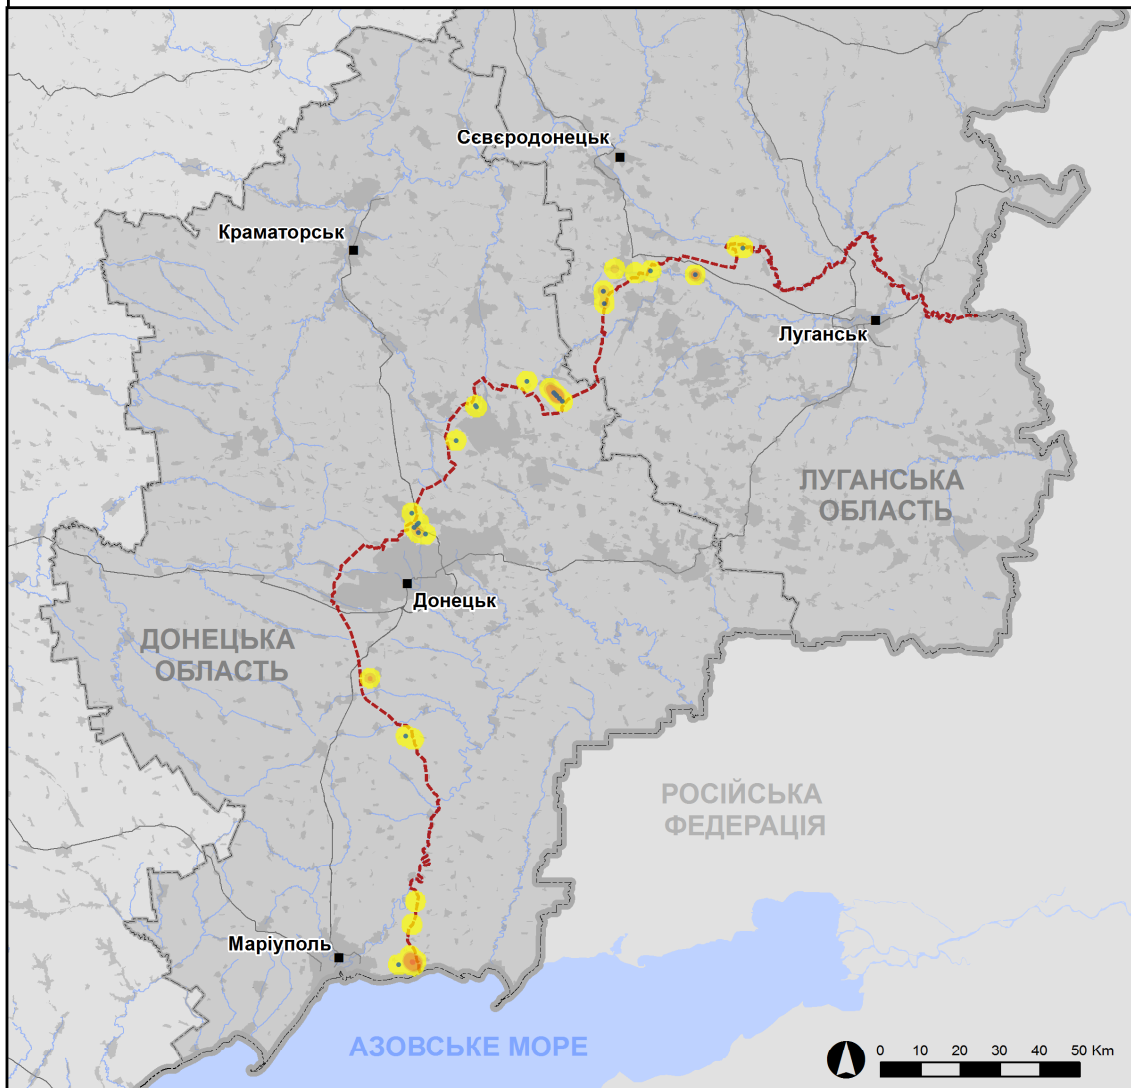 Сєвєродонецьк
Краматорськ
Луганськ
ЛУГАНСЬКА
ОБЛАСТЬ
Донецьк
ДОНЕЦЬКА
ОБЛАСТЬ
РОСІЙСЬКА
ФЕДЕРАЦІЯ
Маріуполь
АЗОВСЬКЕ МОРЕ
0 10 20 30 40 50 Km